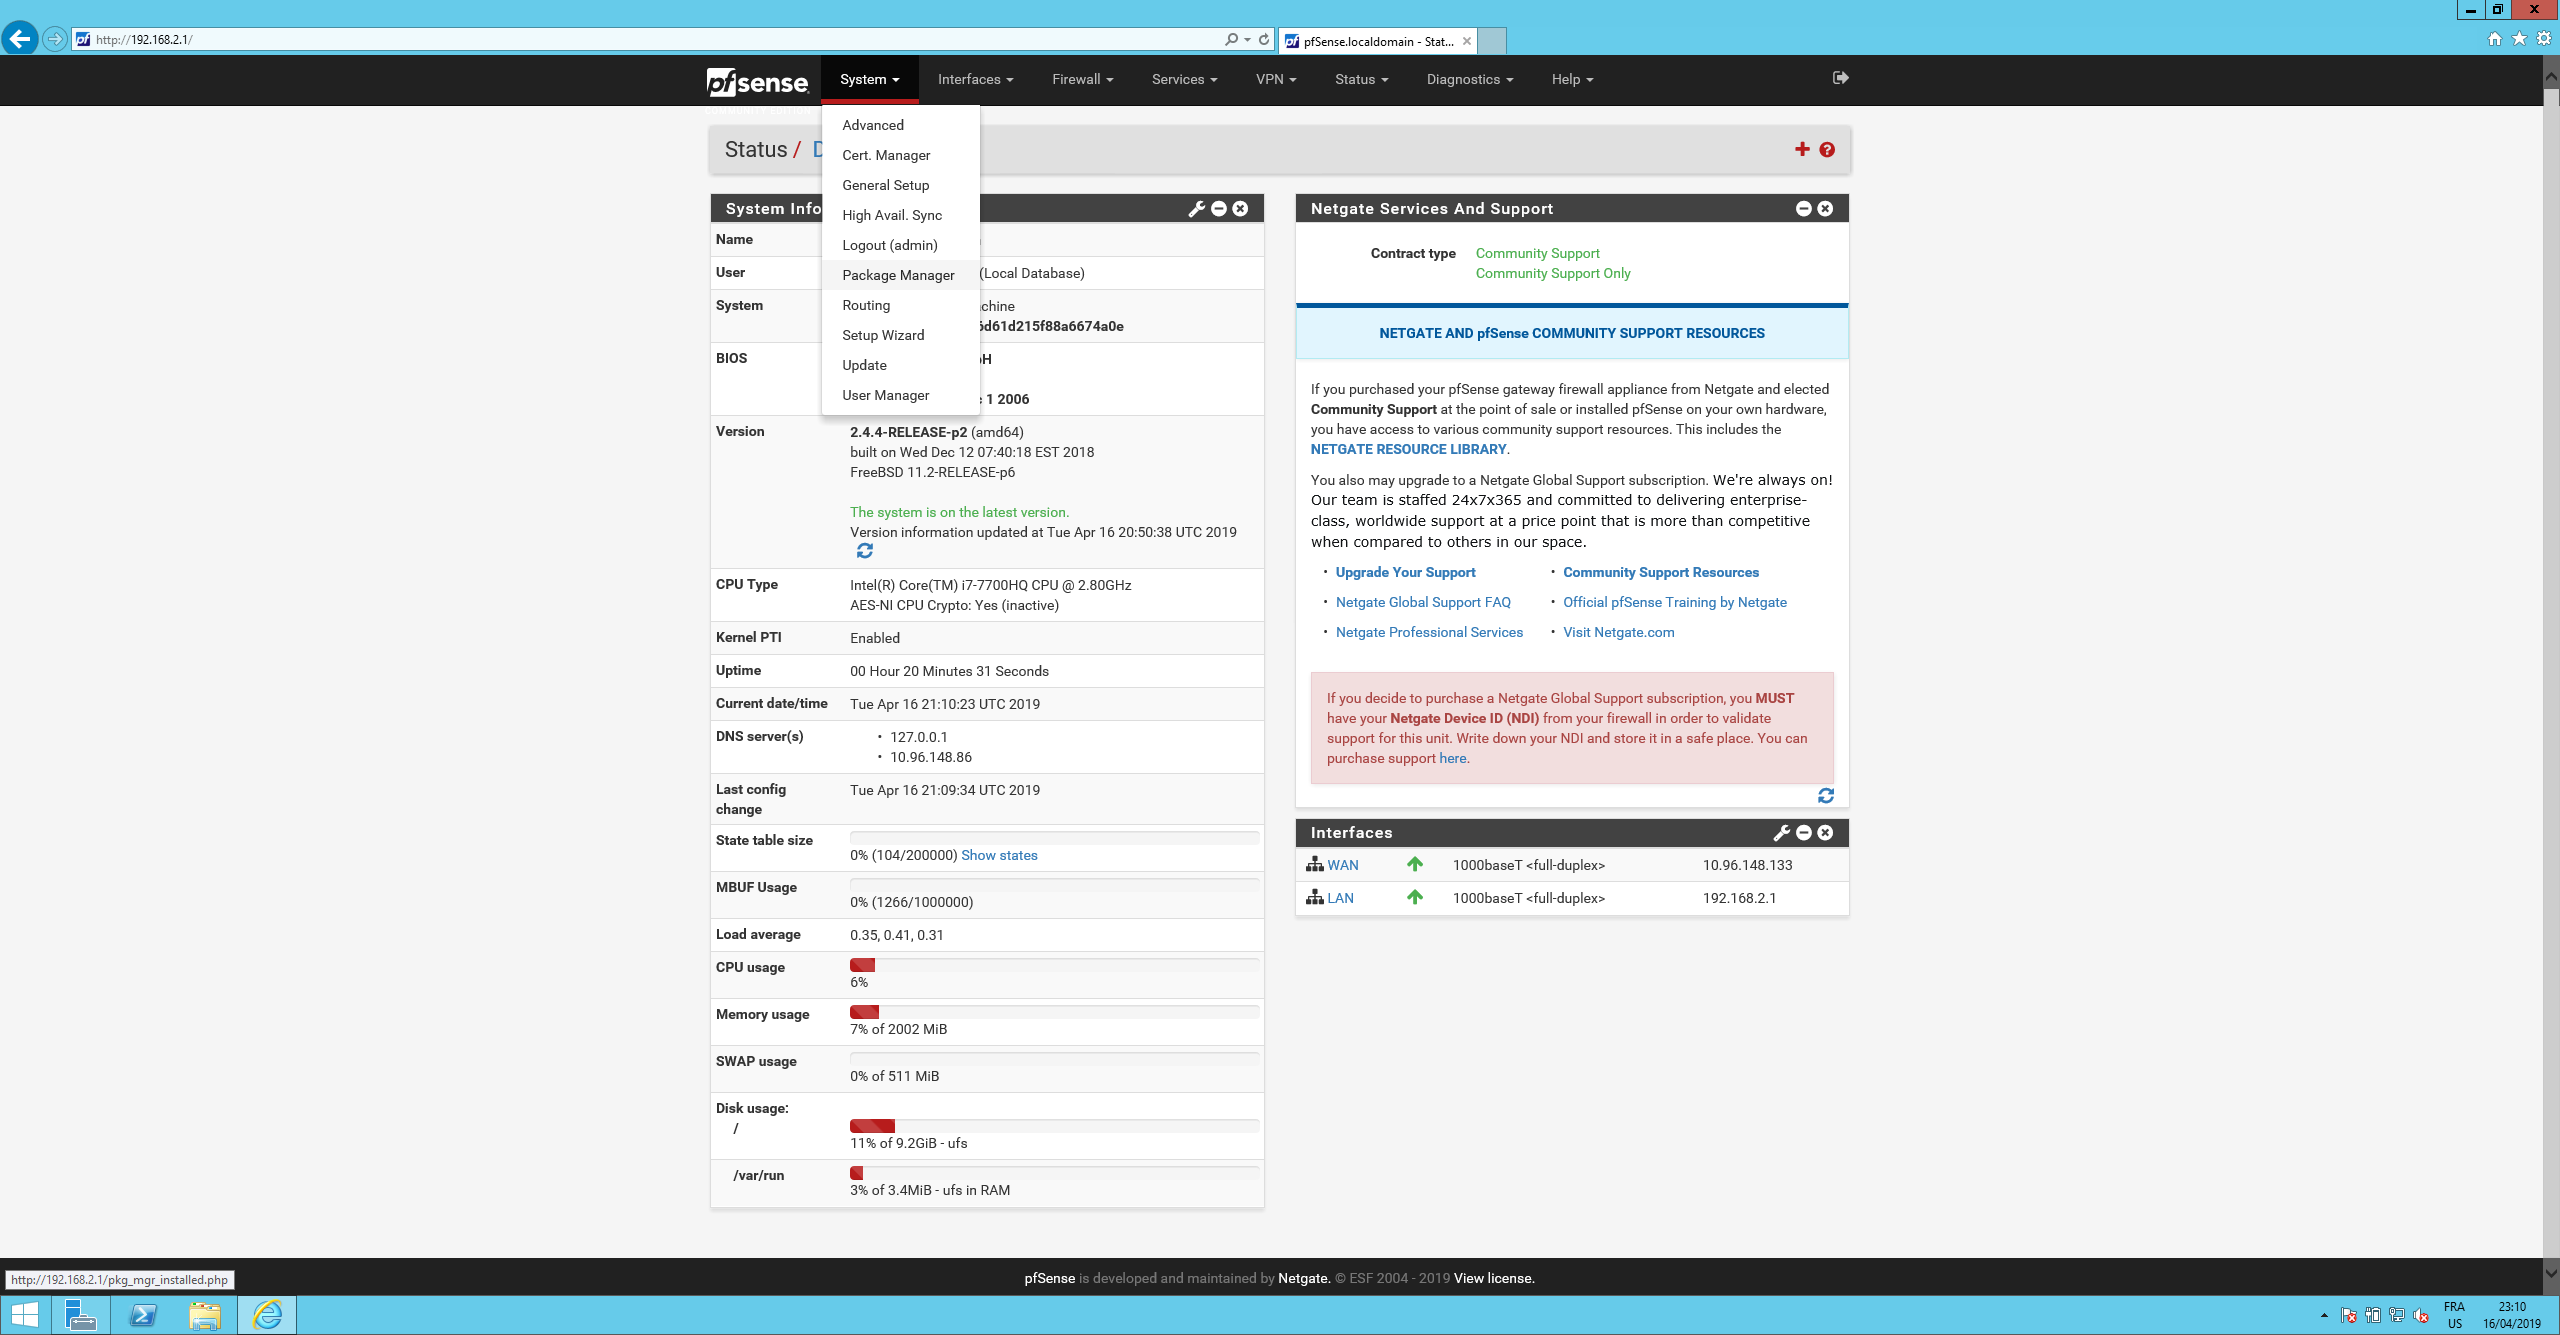 http://192.168.2.1/
pfSense.localdomain - Stat...
pfsense
System
Interfaces
Firewall
Services
VPN
Status
Diagnostics
Help
Advanced
Cert. Manager
General Setup
High Avail. Sync
Logout (admin)
Package Manager
Routing
Setup Wizard
Update
User Manager
Status / D
System Info
Name
User (Local Database)
System chine
6d61d215f88a6674a0e
BIOS
1 2006
Version 2.4.4-RELEASE-p2 (amd64)
built on Wed Dec 12 07:40:18 EST 2018
FreeBSD 11.2-RELEASE-p6
The system is on the latest version.
Version information updated at Tue Apr 16 20:50:38 UTC 2019
CPU Type Intel(R) Core(TM) i7-7700HQ CPU @ 2.80GHz
AES-NI CPU Crypto: Yes (inactive)
Kernel PTI Enabled
Uptime 00 Hour 20 Minutes 31 Seconds
Current date/time Tue Apr 16 21:10:23 UTC 2019
DNS server(s)
• 127.0.0.1
• 10.96.148.86
Last config change Tue Apr 16 21:09:34 UTC 2019
State table size
0% (104/200000) Show states
MBUF Usage
0% (1266/1000000)
Load average 0.35, 0.41, 0.31
CPU usage
6%
Memory usage
7% of 2002 MiB
SWAP usage
0% of 511 MiB
Disk usage:
/
11% of 9.2GiB - ufs
/var/run
3% of 3.4MiB - ufs in RAM
Netgate Services And Support
Contract type Community Support
Community Support Only
NETGATE AND pfSense COMMUNITY SUPPORT RESOURCES
If you purchased your pfSense gateway firewall appliance from Netgate and elected
Community Support at the point of sale or installed pfSense on your own hardware,
you have access to various community support resources. This includes the
NETGATE RESOURCE LIBRARY.
You also may upgrade to a Netgate Global Support subscription. We're always on!
Our team is staffed 24x7x365 and committed to delivering enterprise-
class, worldwide support at a price point that is more than competitive
when compared to others in our space.
• Upgrade Your Support
• Community Support Resources
• Netgate Global Support FAQ
• Official pfSense Training by Netgate
• Netgate Professional Services
• Visit Netgate.com
If you decide to purchase a Netgate Global Support subscription, you MUST
have your Netgate Device ID (NDI) from your firewall in order to validate
support for this unit. Write down your NDI and store it in a safe place. You can
purchase support here.
Interfaces
WAN 1000baseT <full-duplex> 10.96.148.133
LAN 1000baseT <full-duplex> 192.168.2.1
http://192.168.2.1/pkg_mgr_installed.php
pfSense is developed and maintained by Netgate. © ESF 2004 - 2019 View license.
FRA
US
23:10
16/04/2019